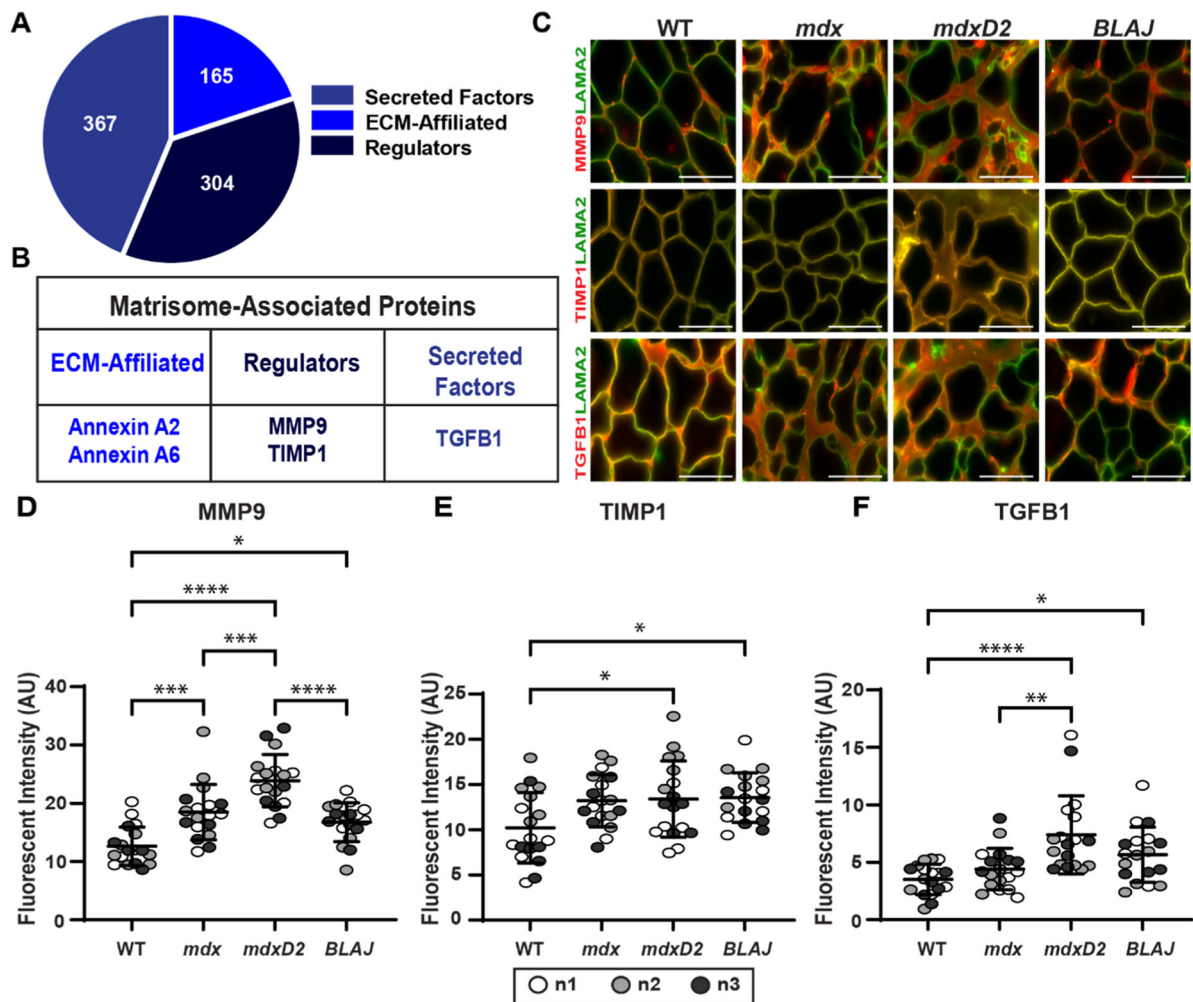 A
165
367
304
Secreted Factors
ECM-Affiliated
Regulators
B
Matrisome-Associated Proteins
ECM-Affiliated
Regulators
Secreted
Factors
Annexin A2
Annexin A6
MMP9
TIMP1
TGFB1
C
WT
mdx
mdxD2
BLAJ
MMP9LAMA2
TIMP1LAMA2
TGFB1LAMA2
D
MMP9
*
****
***
***
****
Fluorescent Intensity (AU)
40
30
20
10
0
WT
mdx
mdxD2
BLAJ
E
TIMP1
*
*
Fluorescent Intensity (AU)
25
20
15
10
5
0
WT
mdx
mdxD2
BLAJ
F
TGFB1
*
****
**
Fluorescent Intensity (AU)
20
15
10
5
0
WT
mdx
mdxD2
BLAJ
n1 n2 n3